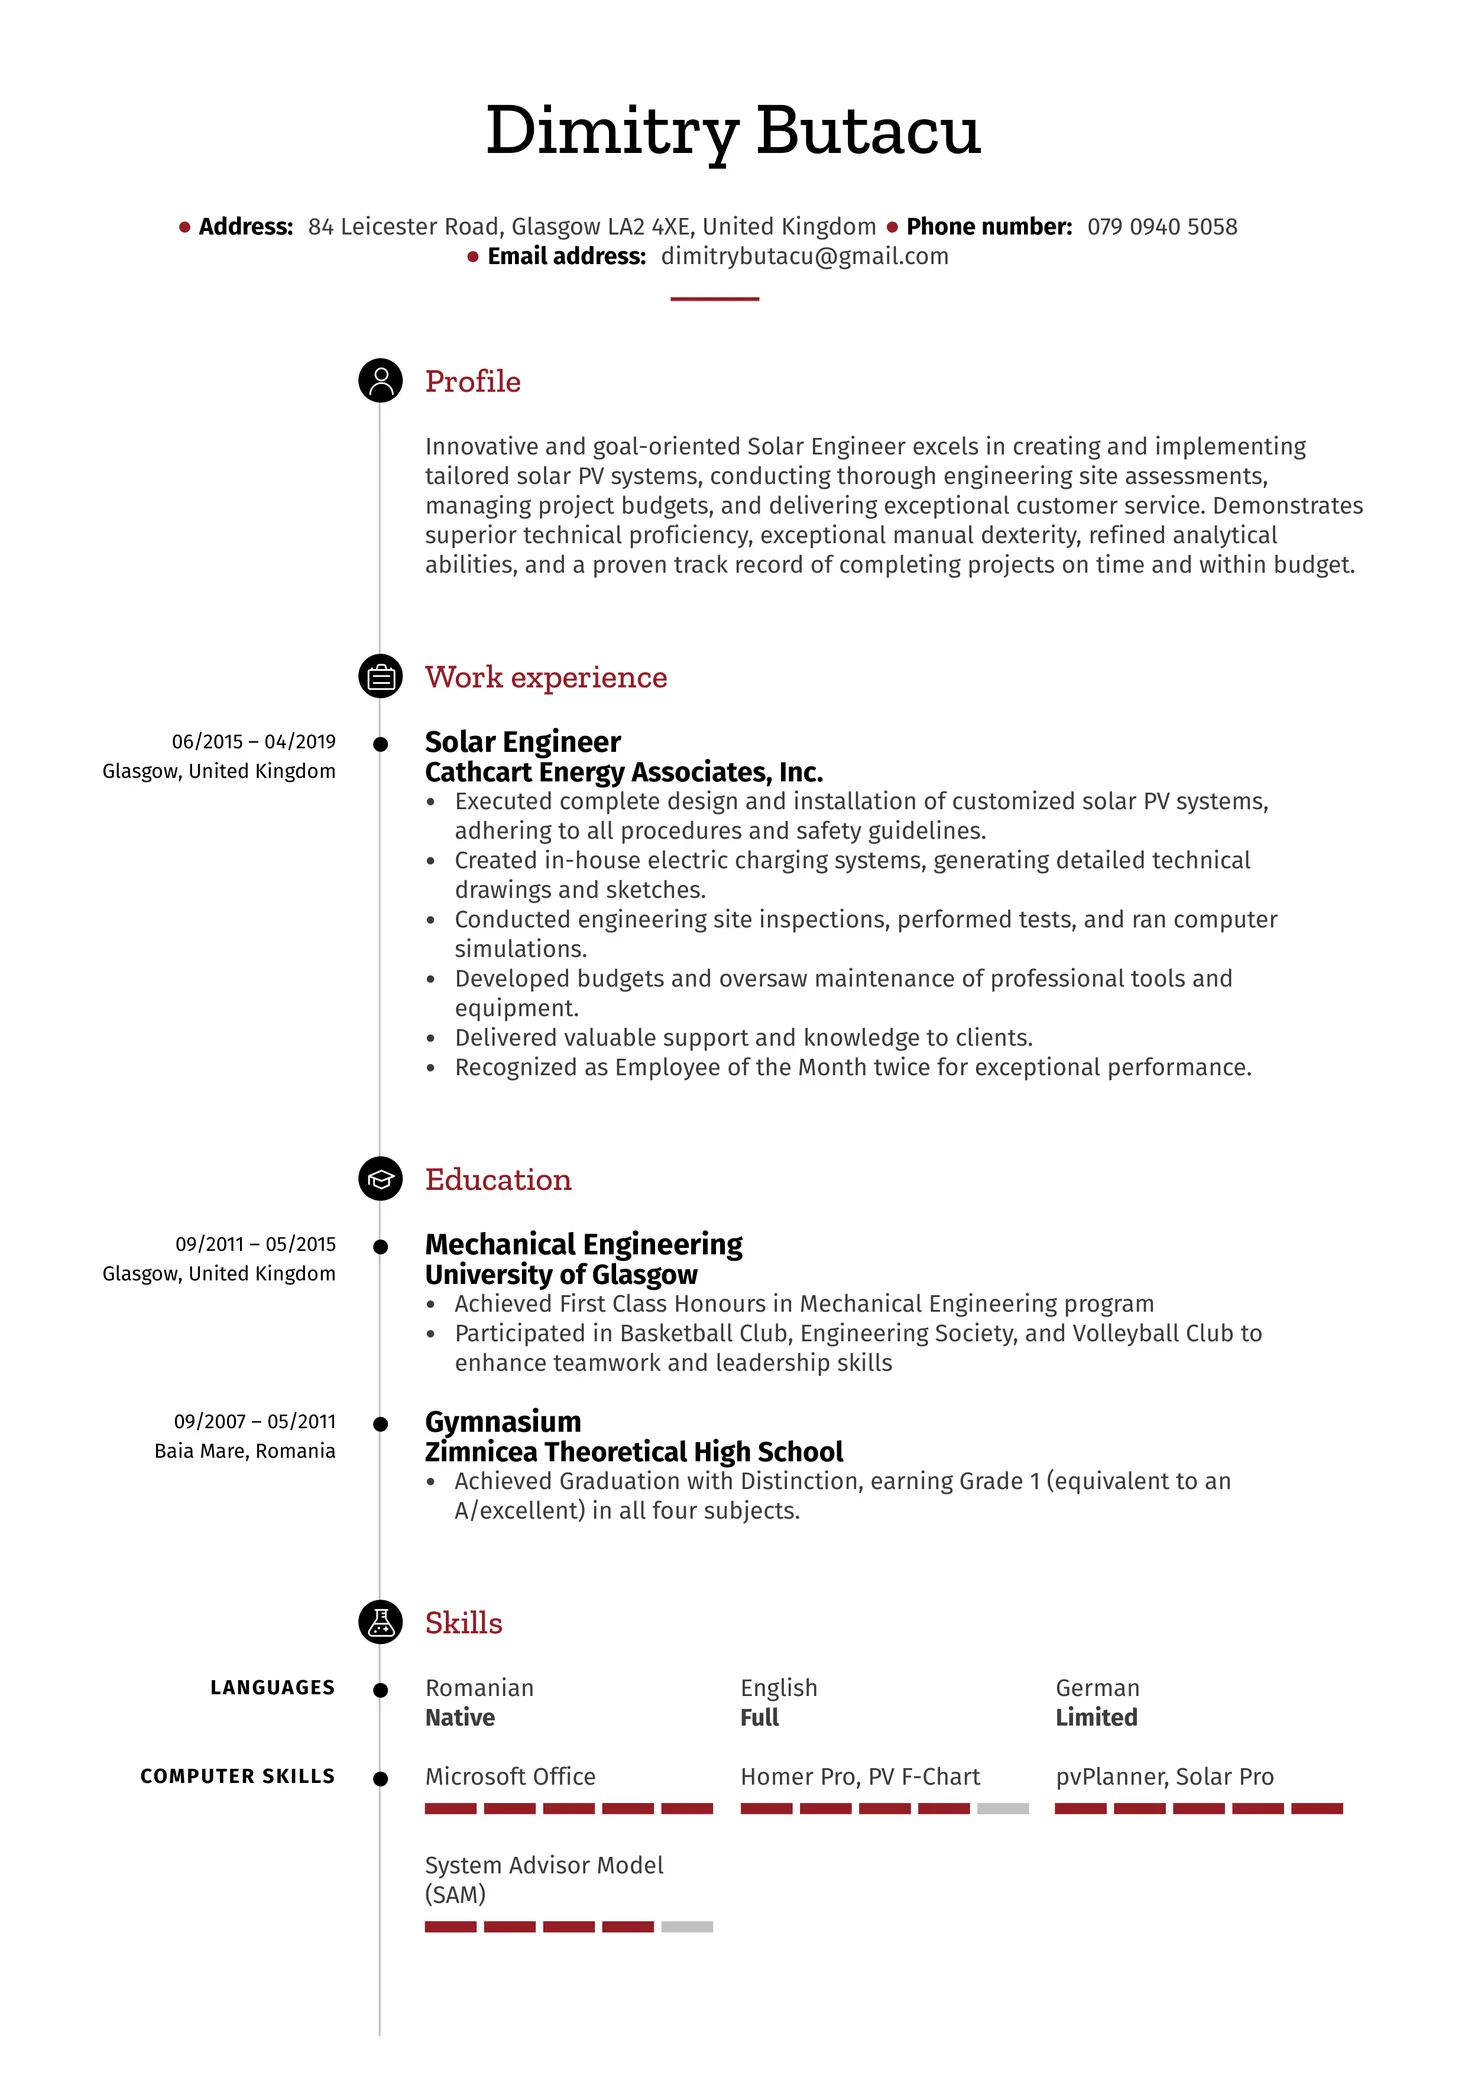 Dimitry Butacu
● Address: 84 Leicester Road, Glasgow LA2 4XE, United Kingdom ● Phone number: 079 0940 5058
● Email address: dimitrybutacu@gmail.com
Profile
Innovative and goal-oriented Solar Engineer excels in creating and implementing
tailored solar PV systems, conducting thorough engineering site assessments,
managing project budgets, and delivering exceptional customer service. Demonstrates
superior technical proficiency, exceptional manual dexterity, refined analytical
abilities, and a proven track record of completing projects on time and within budget.
Work experience
06/2015 – 04/2019
Glasgow, United Kingdom
Solar Engineer
Cathcart Energy Associates, Inc.
• Executed complete design and installation of customized solar PV systems,
adhering to all procedures and safety guidelines.
• Created in-house electric charging systems, generating detailed technical
drawings and sketches.
• Conducted engineering site inspections, performed tests, and ran computer
simulations.
• Developed budgets and oversaw maintenance of professional tools and
equipment.
• Delivered valuable support and knowledge to clients.
• Recognized as Employee of the Month twice for exceptional performance.
Education
09/2011 – 05/2015
Glasgow, United Kingdom
Mechanical Engineering
University of Glasgow
• Achieved First Class Honours in Mechanical Engineering program
• Participated in Basketball Club, Engineering Society, and Volleyball Club to
enhance teamwork and leadership skills
09/2007 – 05/2011
Baia Mare, Romania
Gymnasium
Zimnicea Theoretical High School
• Achieved Graduation with Distinction, earning Grade 1 (equivalent to an
A/excellent) in all four subjects.
Skills
LANGUAGES
Romanian
Native
English
Full
German
Limited
COMPUTER SKILLS
Microsoft Office
Homer Pro, PV F-Chart
pvPlanner, Solar Pro
System Advisor Model
(SAM)